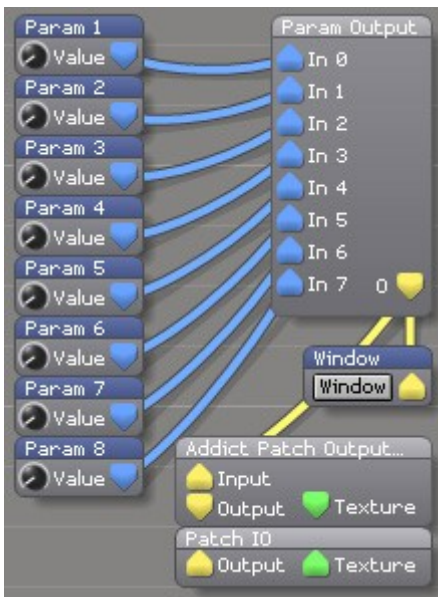 Param 1
Value
Param 2
Value
Param 3
Value
Param 4
Value
Param 5
Value
Param 6
Value
Param 7
Value
Param 8
Value
Param Output
In 0
In 1
In 2
In 3
In 4
In 5
In 6
In 7 O
Window
Window
Addict Patch Output...
Input
Output Texture
Patch IO
Output Texture